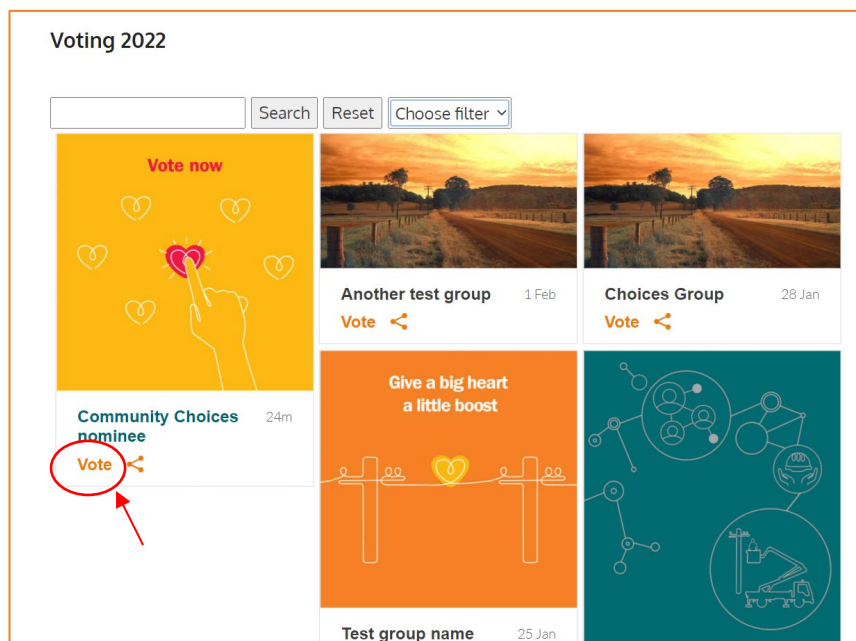 Voting 2022
Search Reset Choose filter
Vote now
Community Choices 24m
nominee
Vote
Another test group 1 Feb
Vote
Choices Group 28 Jan
Vote
Give a big heart
a little boost
Test group name 25 Jan